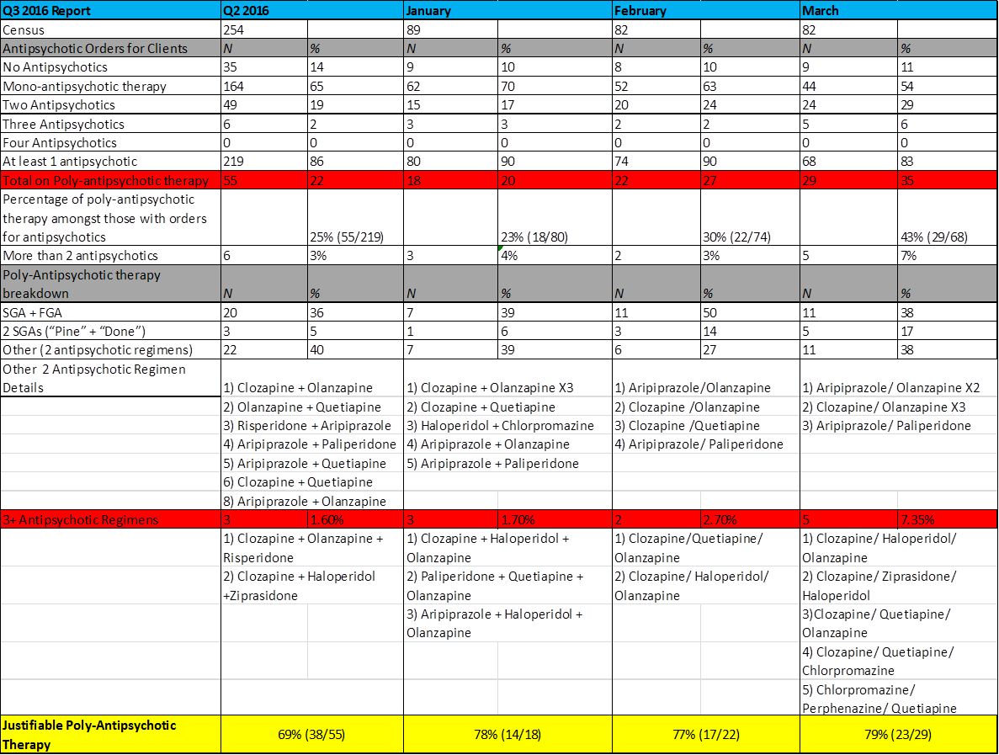 Q3 2016 Report Q2 2016 January February March
Census 254 89 82 82
Antipsychotic Orders for Clients N % N % N % N %
No Antipsychotics 35 14 9 10 8 10 9 11
Mono-antipsychotic therapy 164 65 62 70 52 63 44 54
Two Antipsychotics 49 19 15 17 20 24 24 29
Three Antipsychotics 6 2 3 3 2 2 5 6
Four Antipsychotics 0 0 0 0 0 0 0 0
At least 1 antipsychotic 219 86 80 90 74 90 68 83
Total on Poly-antipsychotic therapy 55 22 18 20 22 27 29 35
Percentage of poly-antipsychotic
therapy amongst those with orders
for antipsychotics 25% (55/219) 23% (18/80) 30% (22/74) 43% (29/68)
More than 2 antipsychotics 6 3% 3 4% 2 3% 5 7%
Poly-Antipsychotic therapy
breakdown N % N % N % N %
SGA + FGA 20 36 7 39 11 50 11 38
2 SGAs (“Pine” + “Done”) 3 5 1 6 3 14 5 17
Other (2 antipsychotic regimens) 22 40 7 39 6 27 11 38
Other 2 Antipsychotic Regimen
Details 1) Clozapine + Olanzapine 1) Clozapine + Olanzapine X3 1) Aripiprazole/Olanzapine 1) Aripiprazole/ Olanzapine X2
2) Olanzapine + Quetiapine 2) Clozapine + Quetiapine 2) Clozapine /Olanzapine 2) Clozapine/ Olanzapine X3
3) Risperidone + Aripiprazole 3) Haloperidol + Chlorpromazine 3) Clozapine /Quetiapine 3) Aripiprazole/ Paliperidone
4) Aripiprazole + Paliperidone 4) Aripiprazole + Olanzapine 4) Aripiprazole/ Paliperidone
5) Aripiprazole + Quetiapine 5) Aripiprazole + Paliperidone
6) Clozapine + Quetiapine
8) Aripiprazole + Olanzapine
3+ Antipsychotic Regimens 3 1.60% 3 1.70% 2 2.70% 5 7.35%
1) Clozapine + Olanzapine + 1) Clozapine + Haloperidol + 1) Clozapine/Quetiapine/ 1) Clozapine/ Haloperidol/
Risperidone Olanzapine Olanzapine Olanzapine
2) Clozapine + Haloperidol 2) Paliperidone + Quetiapine + 2) Clozapine/ Haloperidol/ 2) Clozapine/ Ziprasidone/
+Ziprasidone Olanzapine Olanzapine Haloperidol
3) Aripiprazole + Haloperidol + 3)Clozapine/ Quetiapine/
Olanzapine Olanzapine
4) Clozapine/ Quetiapine/
Chlorpromazine
5) Chlorpromazine/
Perphenazine/ Quetiapine
Justifiable Poly-Antipsychotic
Therapy 69% (38/55) 78% (14/18) 77% (17/22) 79% (23/29)